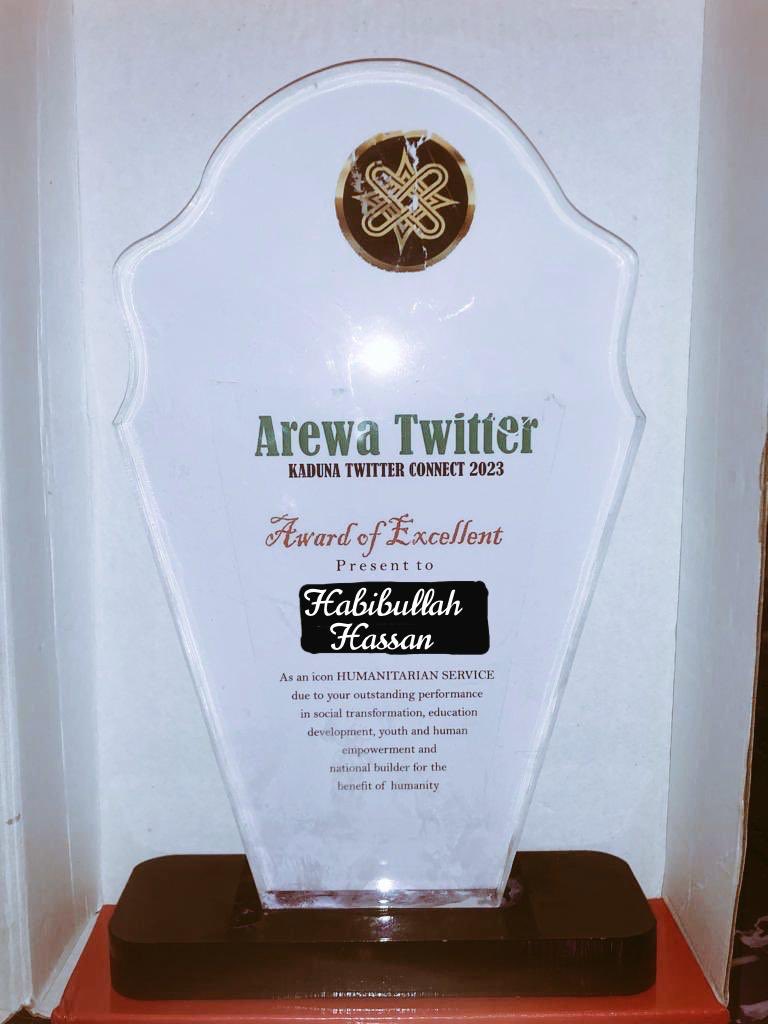 Arewa Twitter
KADUNA TWITTER CONNECT 2023
Award of Excellent
Present to
Habibullah
Hassan
As an icon HUMANITARIAN SERVICE
due to your outstanding performance
in social transformation, education
development, youth and human
empowerment and
national builder for the
benefit of humanity